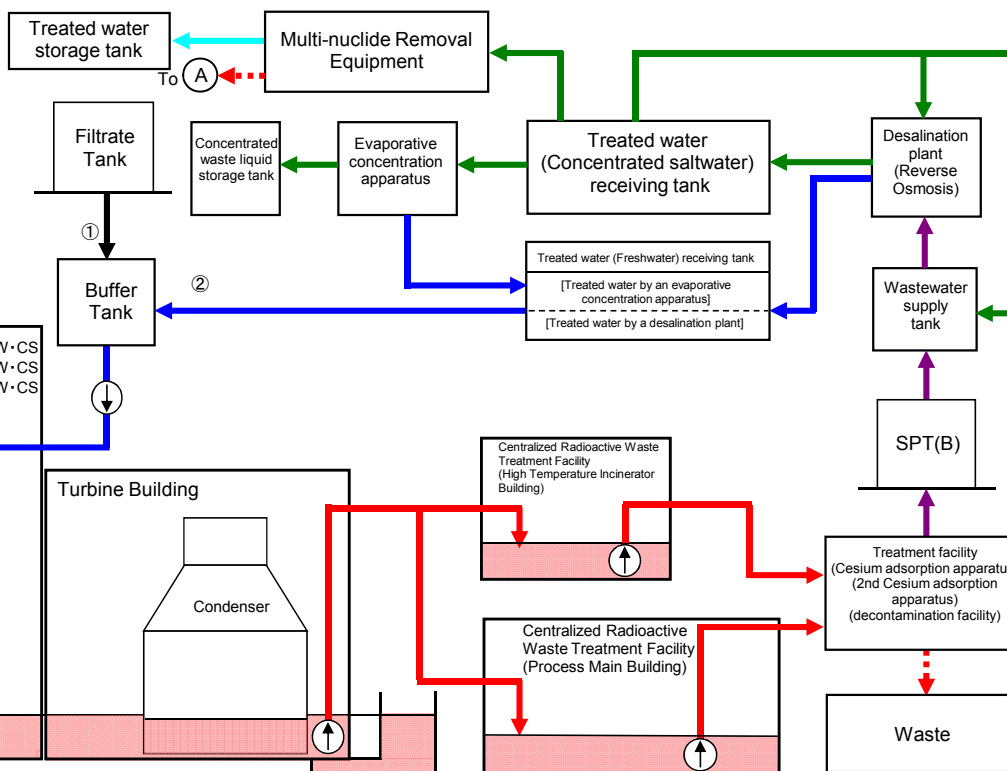 Treated water
storage tank
Multi-nuclide Removal
Equipment
To
A
Filtrate
Tank
Concentrated
waste liquid
storage tank
Evaporative
concentration
apparatus
Treated water
(Concentrated saltwater)
receiving tank
Desalination
plant
(Reverse
Osmosis)
①
②
Buffer
Tank
Treated water (Freshwater) receiving tank
[Treated water by an evaporative
concentration apparatus]
[Treated water by a desalination plant]
Wastewater
supply
tank
W・CS
W・CS
W・CS
SPT(B)
Turbine Building
Condenser
Centralized Radioactive Waste
Treatment Facility
(High Temperature Incinerator
Building)
Centralized Radioactive
Waste Treatment Facility
(Process Main Building)
Treatment facility
(Cesium adsorption apparatu
(2nd Cesium adsorption
apparatus)
(decontamination facility)
Waste